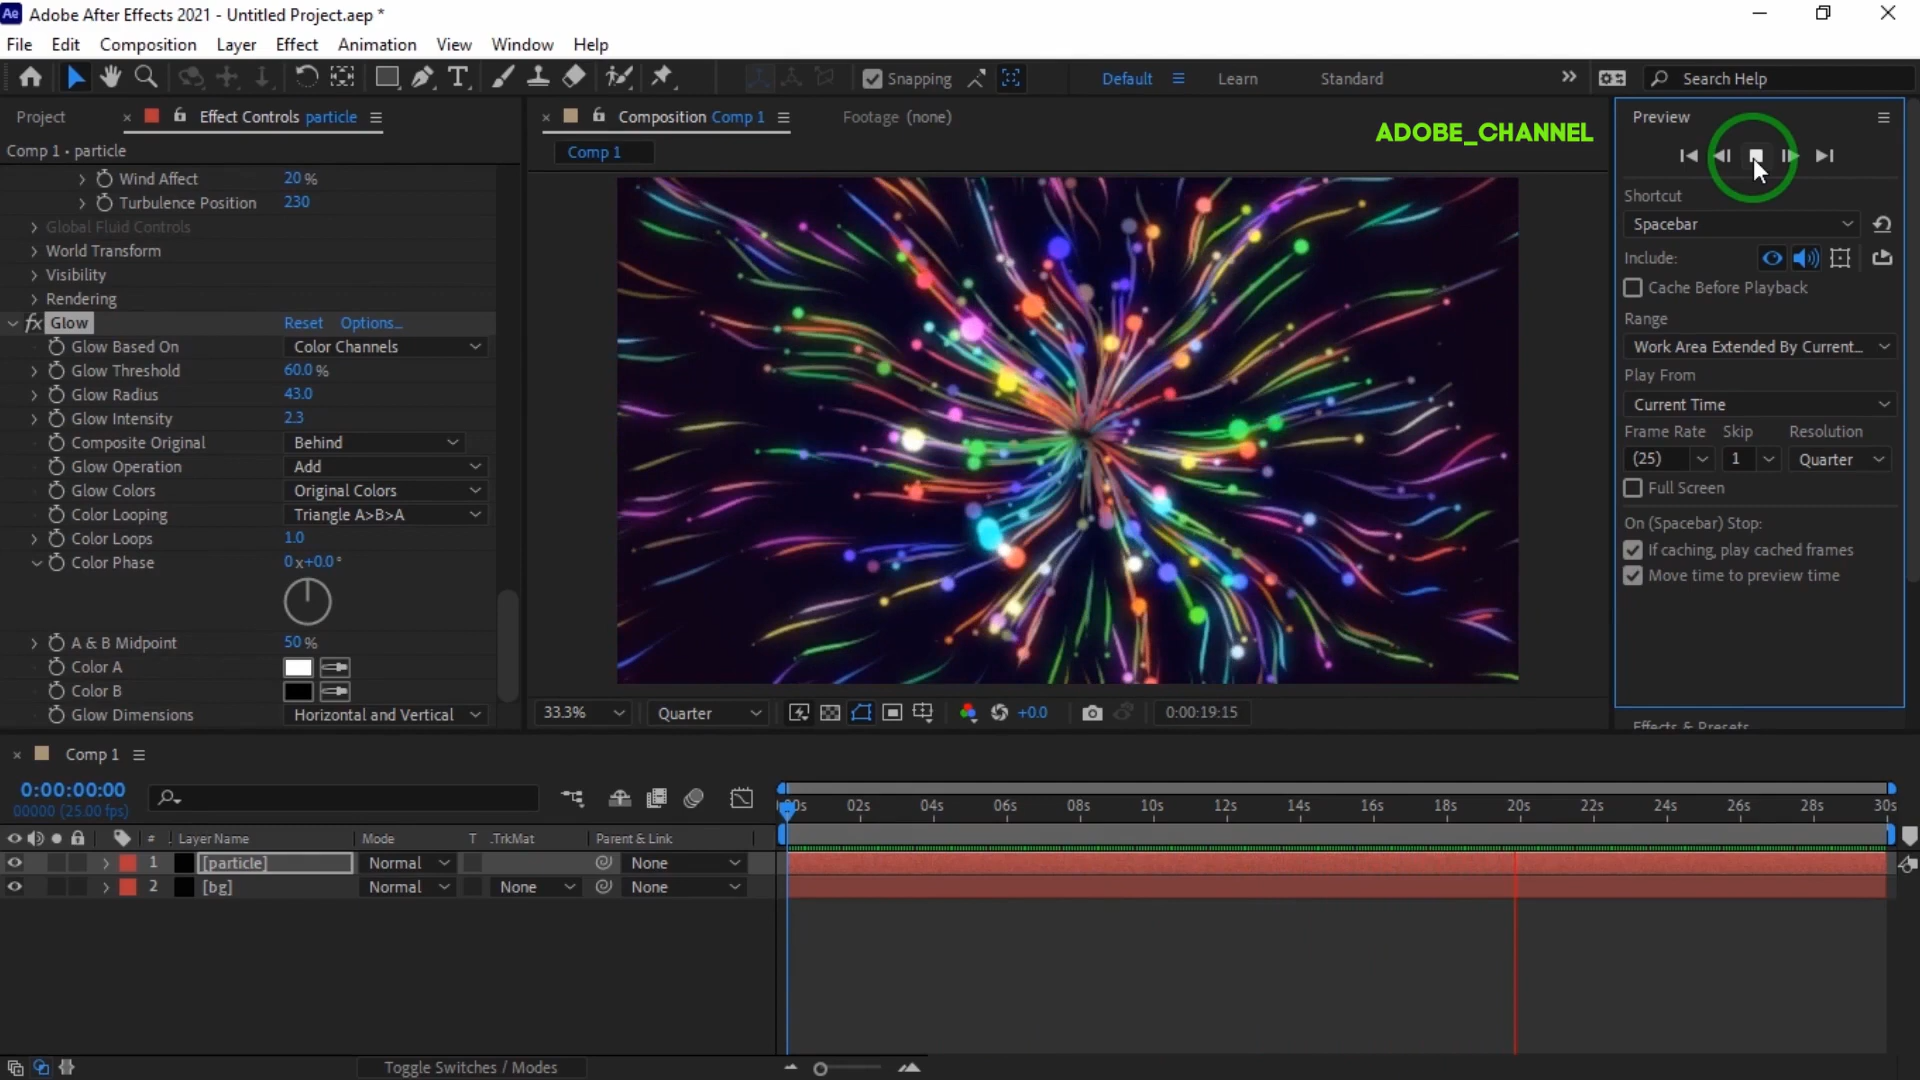 Ae Adobe After Effects 2021 - Untitled Project.aep *
File Edit Composition Layer Effect Animation View Window Help
Snapping Default Learn Standard Search Help
Project Effect Controls particle
Comp 1 • particle
Wind Affect 20 %
Turbulence Position 230
Global Fluid Controls
World Transform
Visibility
Rendering
fx Glow Reset Options...
Glow Based On Color Channels
Glow Threshold 60.0 %
Glow Radius 43.0
Glow Intensity 2.3
Composite Original Behind
Glow Operation Add
Glow Colors Original Colors
Color Looping Triangle A>B>A
Color Loops 1.0
Color Phase 0 x+0.0 °
A & B Midpoint 50 %
Color A
Color B
Glow Dimensions Horizontal and Vertical
Composition Comp 1 Footage (none)
ADOBE_CHANNEL
Comp 1
33.3% Quarter +0.0 0:00:19:15
Preview
Shortcut
Spacebar
Include:
Cache Before Playback
Range
Work Area Extended By Current...
Play From
Current Time
Frame Rate Skip Resolution
(25) 1 Quarter
Full Screen
On (Spacebar) Stop:
If caching, play cached frames
Move time to preview time
Effects & Presets
Comp 1
0:00:00:00
00000 (25.00 fps)
02s 04s 06s 08s 10s 12s 14s 16s 18s 20s 22s 24s 26s 28s 30s
# Layer Name Mode T .TrkMat Parent & Link
1 [particle] Normal None
2 [bg] Normal None None
Toggle Switches / Modes